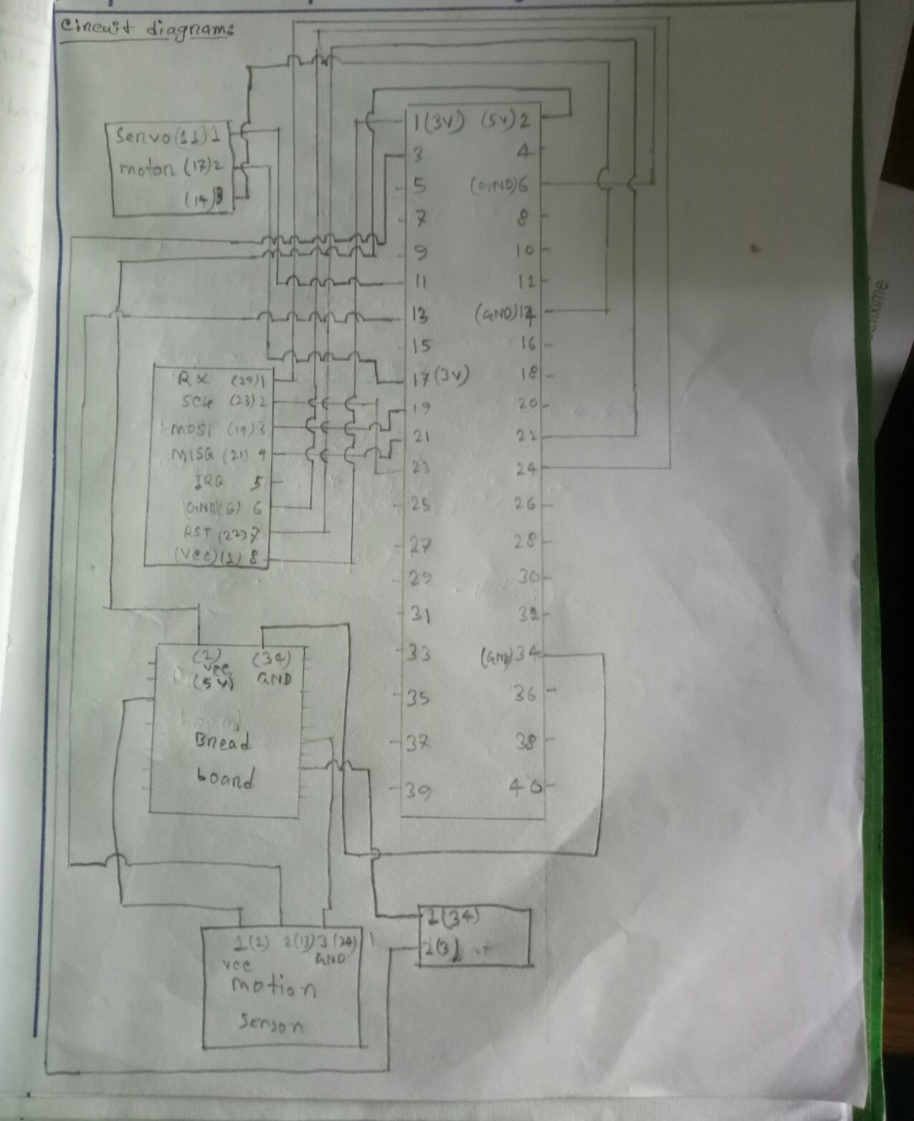 Circuit diagram:
Servo (11) 1
motor (17) 2
(14) 3
1 (3V) (5V) 2
3 4
5 (GND) 6
7 8
9 10
11 12
13 (GND) 14
15 16
17 (3V) 18
19 20
21 22
23 24
25 26
27 28
29 30
31 32
33 (GND) 34
35 36
37 38
39 40
RX (24) 1
SCK (23) 2
MOSI (19) 3
MISO (21) 4
IRQ 5
GND (6) 6
RST (22) 7
(Vcc) (1) 8
(2) (34)
Vcc GND
(5V)
Bread
board
1 (34)
2 (3)
1 (2) 2 (13) 3 (34)
vcc GND
motion
sensor